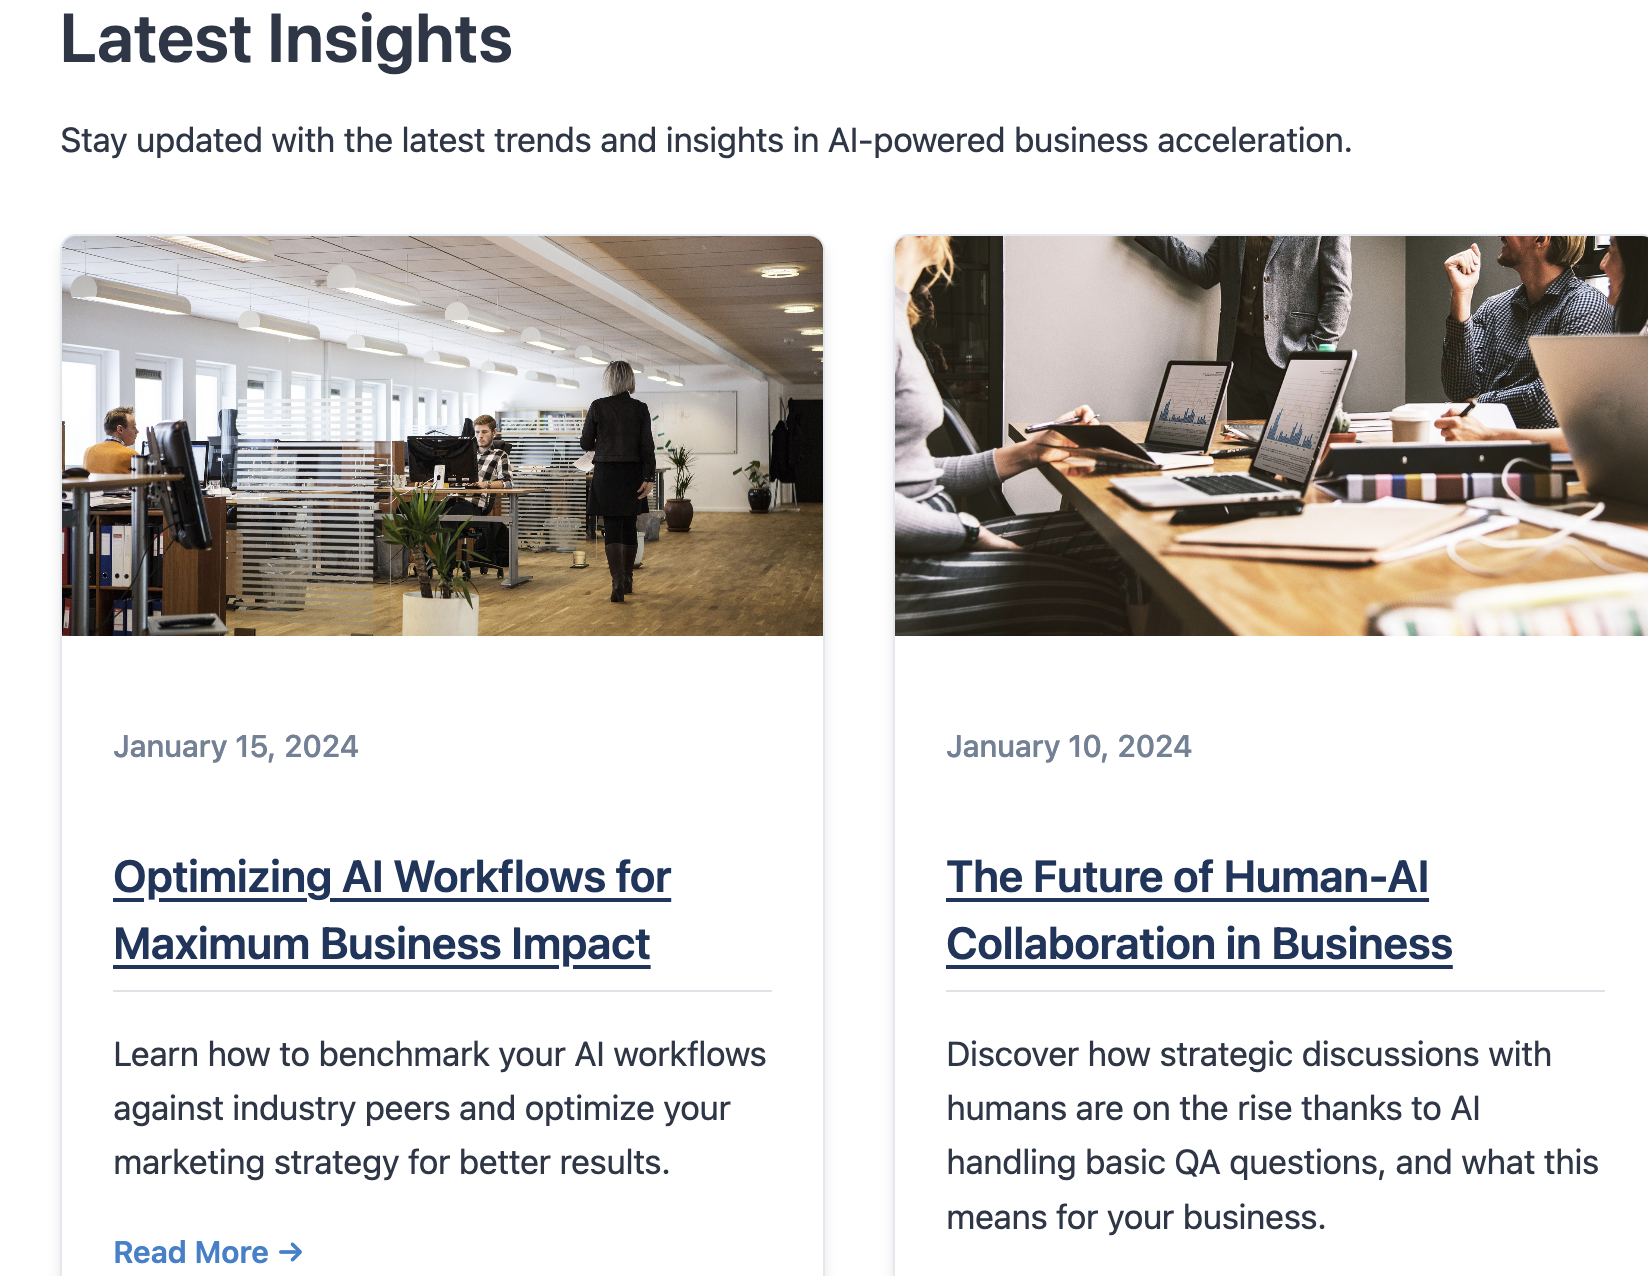 Latest Insights
Stay updated with the latest trends and insights in AI-powered business acceleration.
January 15, 2024
Optimizing AI Workflows for
Maximum Business Impact
Learn how to benchmark your AI workflows
against industry peers and optimize your
marketing strategy for better results.
Read More →
January 10, 2024
The Future of Human-AI
Collaboration in Business
Discover how strategic discussions with
humans are on the rise thanks to AI
handling basic QA questions, and what this
means for your business.